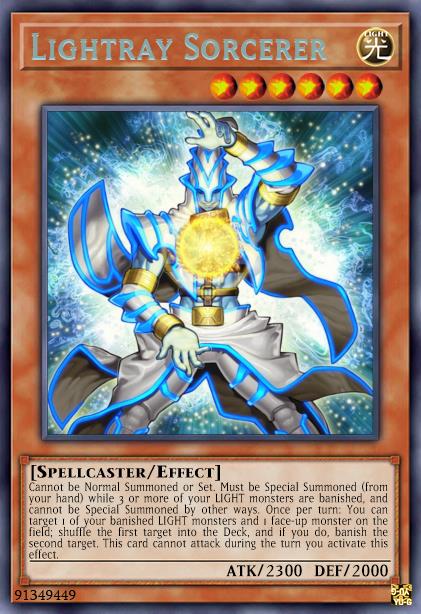 Lightray Sorcerer
LIGHT
光
[Spellcaster/Effect]
Cannot be Normal Summoned or Set. Must be Special Summoned (from
your hand) while 3 or more of your LIGHT monsters are banished, and
cannot be Special Summoned by other ways. Once per turn: You can
target 1 of your banished LIGHT monsters and 1 face-up monster on the
field; shuffle the first target into the Deck, and if you do, banish the
second target. This card cannot attack during the turn you activate this
effect.
ATK/2300 DEF/2000
91349449